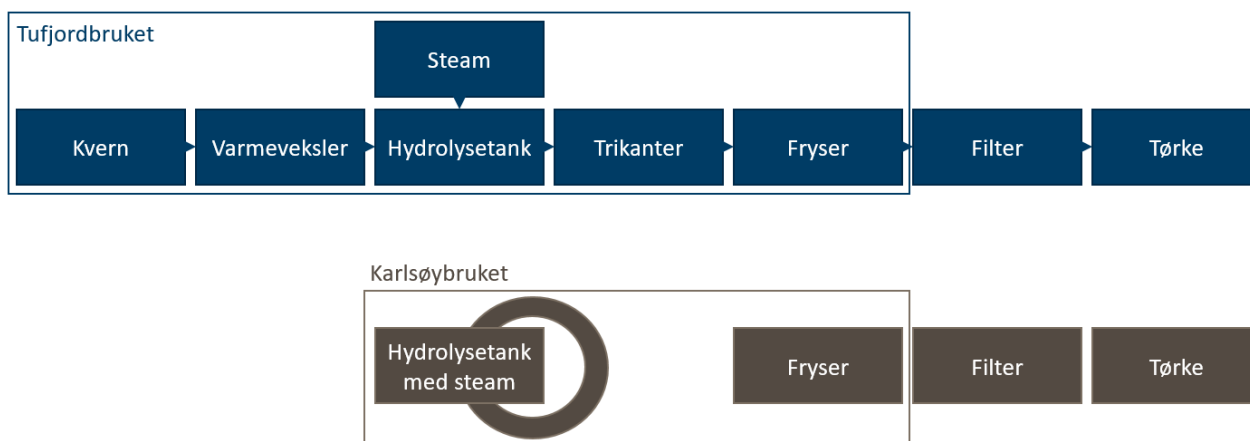 Tufjordbruket
Steam
Kvern
Varmeveksler
Hydrolysetank
Trikanter
Fryser
Filter
Tørke
Karlsøybruket
Hydrolysetank
med steam
Fryser
Filter
Tørke